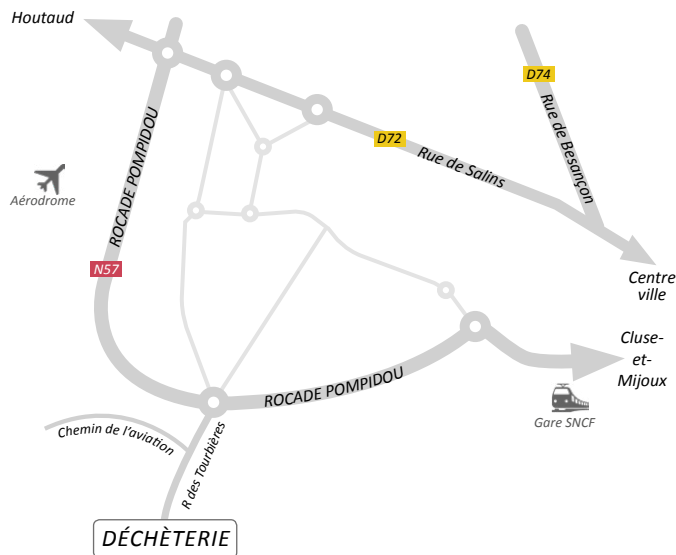 Houtaud
D74
Rue de Besançon
D72
Rue de Salins
ROCADE POMPIDOU
Aérodrome
N57
Centre
ville
Cluse-
et-
Mijoux
ROCADE POMPIDOU
Gare SNCF
Chemin de l'aviation
R des Tourbières
DÉCHÈTERIE